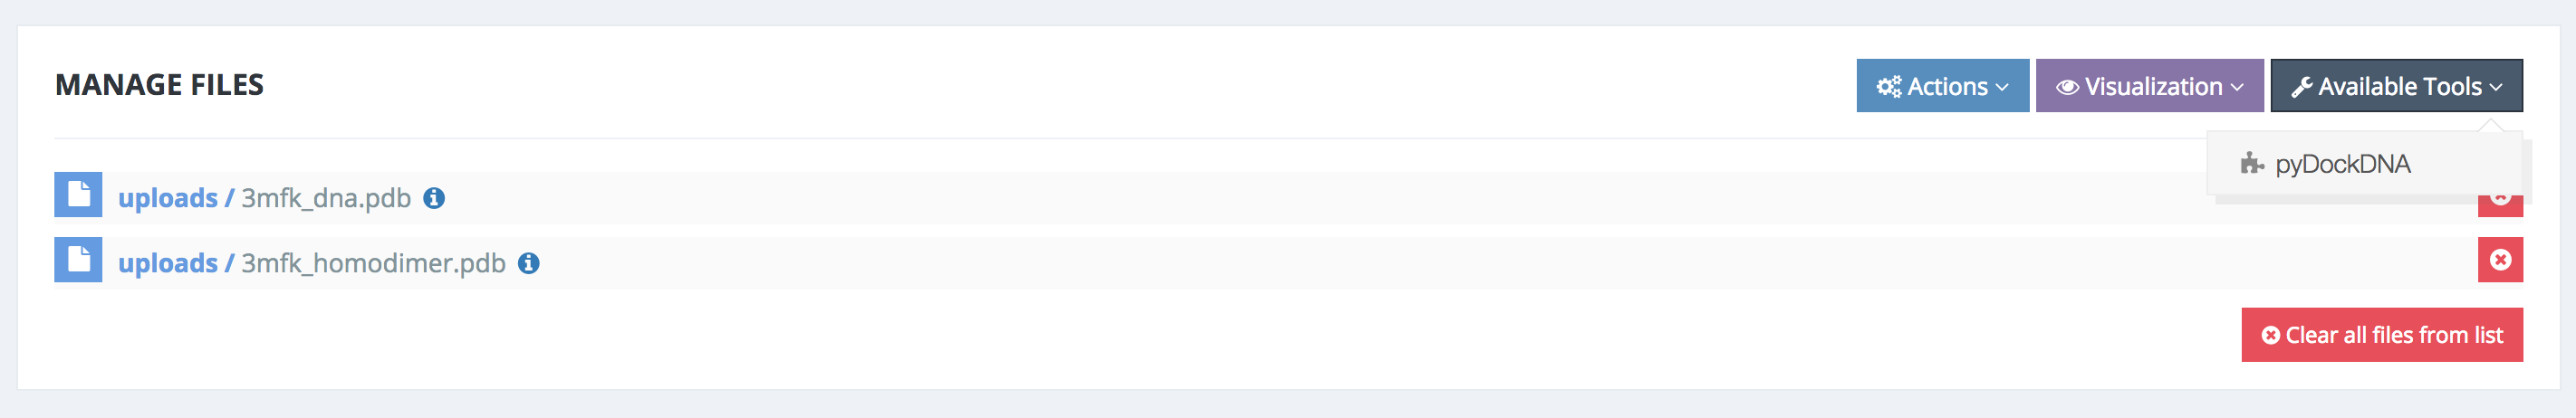 MANAGE FILES
Actions
Visualization
Available Tools
pyDockDNA
uploads / 3mfk_dna.pdb
uploads / 3mfk_homodimer.pdb
Clear all files from list